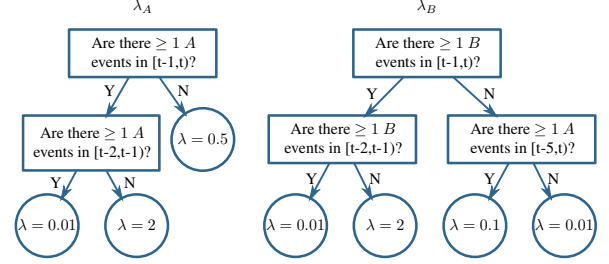 λ_A
Are there ≥ 1 A
events in [t-1,t)?
Y
N
Are there ≥ 1 A
events in [t-2,t-1)?
λ = 0.5
Y
N
λ = 0.01
λ = 2
λ_B
Are there ≥ 1 B
events in [t-1,t)?
Y
N
Are there ≥ 1 B
events in [t-2,t-1)?
Are there ≥ 1 A
events in [t-5,t)?
Y
N
Y
N
λ = 0.01
λ = 2
λ = 0.1
λ = 0.01